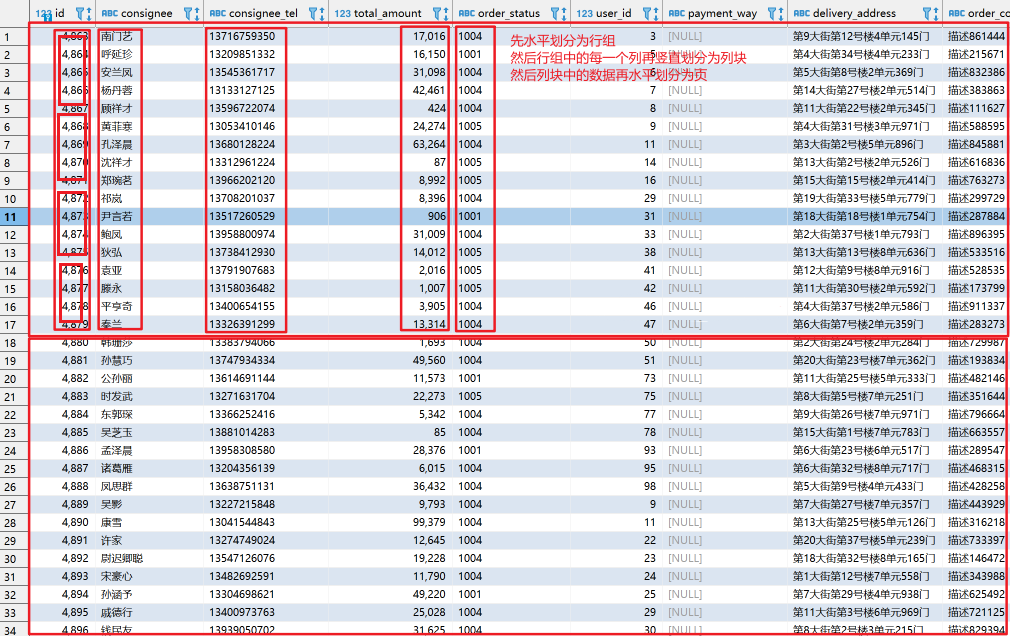 123 id ABC consignee ABC consignee_tel 123 total_amount ABC order_status 123 user_id ABC payment_way ABC delivery_address ABC order_co
先水平划分为行组
然后行组中的每一个列再竖直划分为列块
然后列块中的数据再水平划分为页
1 4,863 南门艺 13716759350 17,016 1004 3 [NULL] 第9大街第12号楼4单元145门 描述861444
2 4,864 呼延珍 13209851332 16,150 1001 5 [NULL] 第4大街第33号楼4单元233门 描述215671
3 4,865 安兰凤 13545361717 31,098 1004 6 [NULL] 第5大街第8号楼2单元369门 描述832386
4 4,866 杨丹蓉 13133127125 42,461 1004 7 [NULL] 第14大街第27号楼2单元514门 描述383863
5 4,867 顾祥才 13596722074 424 1004 8 [NULL] 第11大街第22号楼2单元345门 描述111627
6 4,868 黄菲寒 13053410146 24,274 1005 9 [NULL] 第4大街第31号楼3单元971门 描述588595
7 4,869 孔泽晨 13680128224 63,264 1001 11 [NULL] 第3大街第2号楼5单元896门 描述845881
8 4,870 沈祥才 13312961224 87 1005 14 [NULL] 第13大街第2号楼2单元526门 描述616836
9 4,871 郑琬茗 13966202120 8,992 1005 16 [NULL] 第15大街第15号楼2单元414门 描述763273
10 4,872 祁岚 13708201037 8,396 1004 29 [NULL] 第19大街第33号楼5单元779门 描述299729
11 4,873 尹言若 13517260529 906 1001 31 [NULL] 第18大街第18号楼1单元754门 描述287884
12 4,874 鲍凤 13958800974 31,009 1004 33 [NULL] 第2大街第37号楼1单元793门 描述896395
13 4,875 狄弘 13738412930 14,012 1005 38 [NULL] 第13大街第13号楼8单元636门 描述533516
14 4,876 袁亚 13791907683 2,016 1005 41 [NULL] 第12大街第9号楼8单元916门 描述528535
15 4,877 滕永 13158036482 1,007 1005 42 [NULL] 第11大街第30号楼2单元592门 描述173799
16 4,878 平亨奇 13400654155 3,905 1004 46 [NULL] 第4大街第37号楼2单元586门 描述911337
17 4,879 秦兰 13326391299 13,314 1004 47 [NULL] 第6大街第7号楼2单元359门 描述283273
18 4,880 韩珊莎 13383794066 1,693 1004 50 [NULL] 第2大街第24号楼2单元284门 描述729987
19 4,881 孙慧巧 13747934334 49,560 1004 51 [NULL] 第20大街第23号楼7单元362门 描述193834
20 4,882 公孙丽 13614691144 11,573 1001 73 [NULL] 第11大街第25号楼5单元333门 描述482146
21 4,883 时发武 13271631704 22,273 1005 75 [NULL] 第8大街第5号楼7单元251门 描述351644
22 4,884 东郭琛 13366252416 5,342 1004 77 [NULL] 第9大街第26号楼7单元971门 描述796664
23 4,885 吴芝玉 13881014283 85 1004 78 [NULL] 第15大街第1号楼7单元783门 描述663557
24 4,886 孟泽晨 13958308580 28,376 1001 93 [NULL] 第6大街第23号楼6单元517门 描述289547
25 4,887 诸葛雁 13204356139 6,015 1004 95 [NULL] 第6大街第32号楼8单元717门 描述468315
26 4,888 凤思群 13638751131 36,432 1004 98 [NULL] 第5大街第9号楼4单元433门 描述428258
27 4,889 吴影 13227215848 9,793 1004 9 [NULL] 第7大街第27号楼7单元357门 描述443929
28 4,890 康雪 13041544843 99,379 1004 11 [NULL] 第13大街第25号楼5单元126门 描述316218
29 4,891 许家 13274749024 12,645 1004 22 [NULL] 第20大街第37号楼5单元239门 描述733397
30 4,892 尉迟卿聪 13547126076 19,228 1004 23 [NULL] 第18大街第32号楼8单元165门 描述146472
31 4,893 宋豪心 13482692591 11,790 1004 24 [NULL] 第1大街第12号楼7单元558门 描述343988
32 4,894 孙涵予 13304698621 49,220 1001 25 [NULL] 第7大街第29号楼4单元938门 描述625492
33 4,895 戚德行 13400973763 25,028 1004 29 [NULL] 第11大街第3号楼6单元969门 描述721125
34 4,896 钱民友 13939050702 31,625 1004 30 [NULL] 第8大街第2号楼3单元215门 描述829394